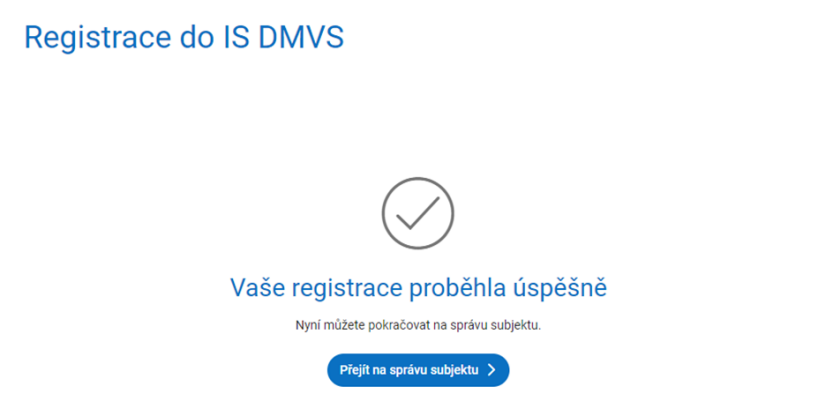 Registrace do IS DMVS
Vaše registrace proběhla úspěšně
Nyní můžete pokračovat na správu subjektu.
Přejít na správu subjektu